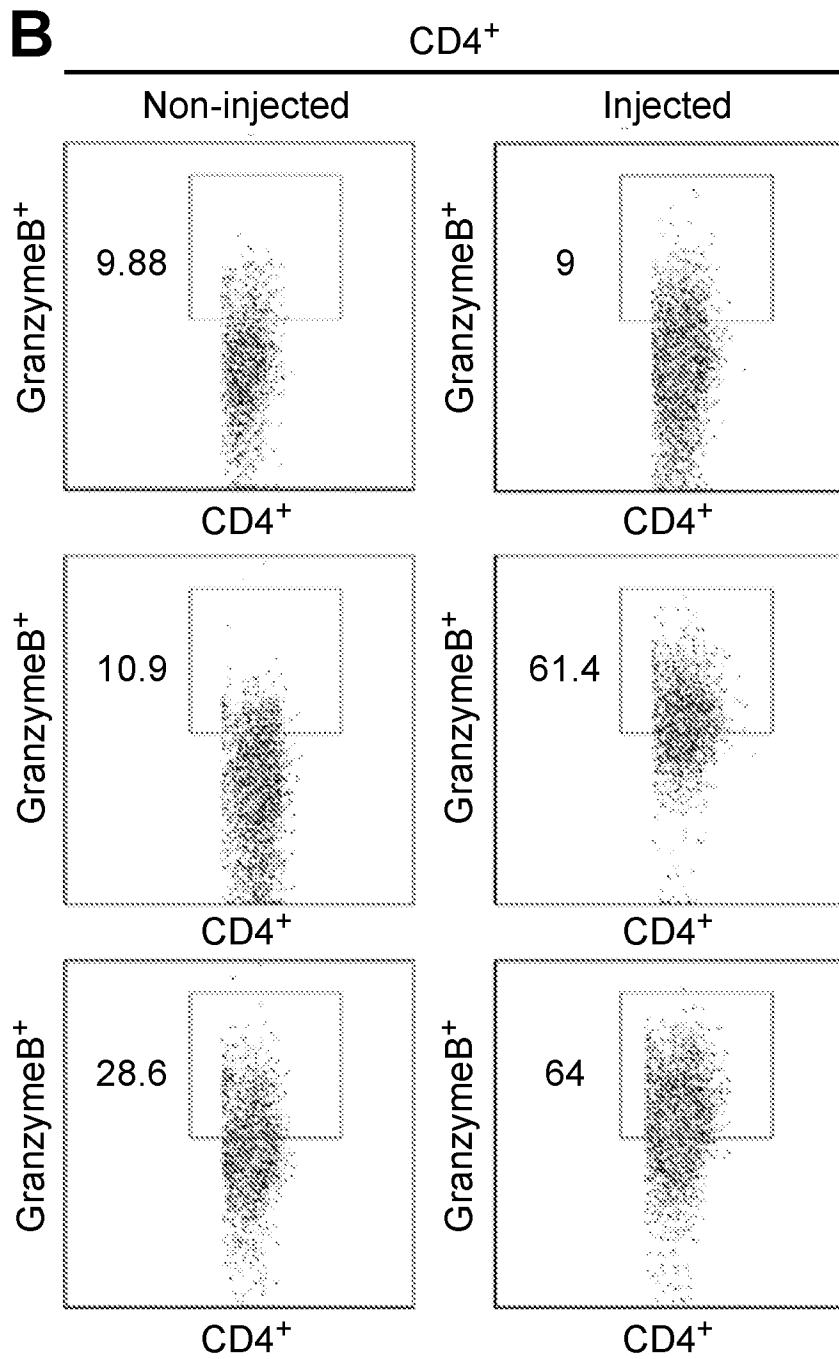 B
CD4⁺
Non-injected
Injected
GranzymeB⁺
9.88
CD4⁺
GranzymeB⁺
9
CD4⁺
GranzymeB⁺
10.9
CD4⁺
GranzymeB⁺
61.4
CD4⁺
GranzymeB⁺
28.6
CD4⁺
GranzymeB⁺
64
CD4⁺